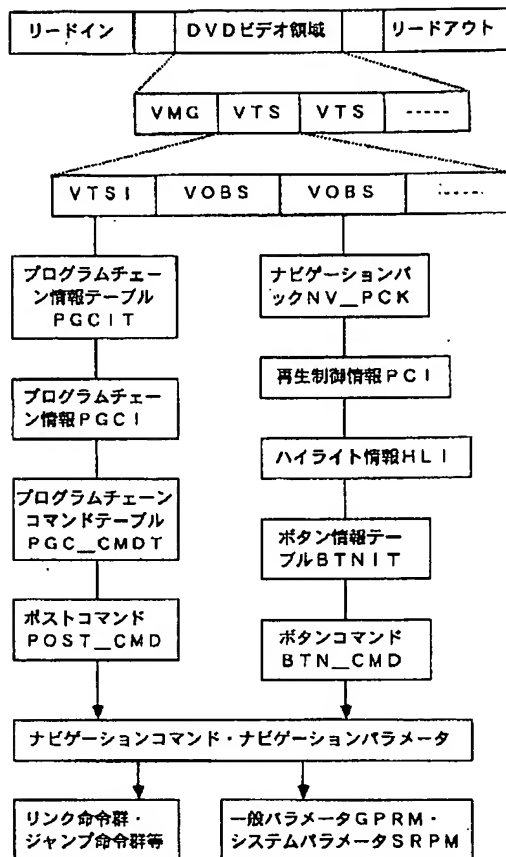 リードイン DVDビデオ領域 リードアウト
VMG VTS VTS -----
VTSI VOBS VOBS -----
プログラムチェー
ン情報テーブル
PGCIT
ナビゲーションパ
ックNV__PCK
プログラムチェー
ン情報PGCI
再生制御情報PCI
ハイライト情報HLI
プログラムチェーン
コマンドテーブル
PGC__CMDT
ボタン情報テー
ブルBTNIT
ポストコマンド
POST__CMD
ボタンコマンド
BTN__CMD
ナビゲーションコマンド・ナビゲーションパラメータ
リンク命令群・
ジャンプ命令群等
一般パラメータGPRM・
システムパラメータSRPM